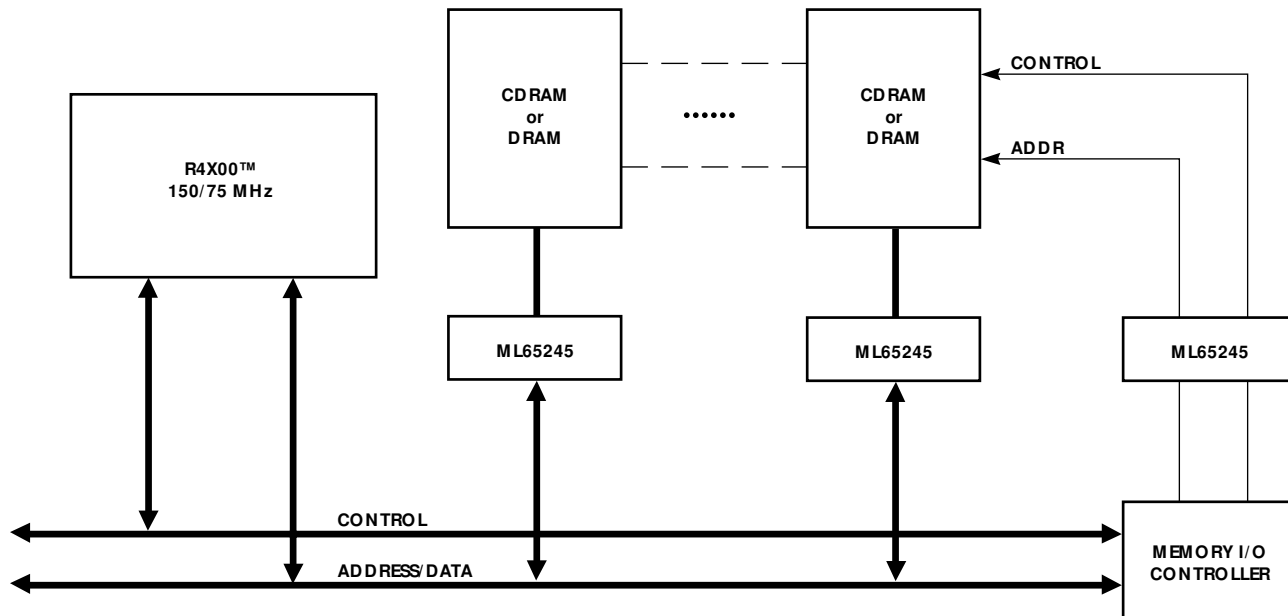 R4X00™
150/75 MHz
CDRAM
or
DRAM
......
CDRAM
or
DRAM
CONTROL
ADDR
ML65245
ML65245
ML65245
CONTROL
ADDRESS/DATA
MEMORY I/O
CONTROLLER